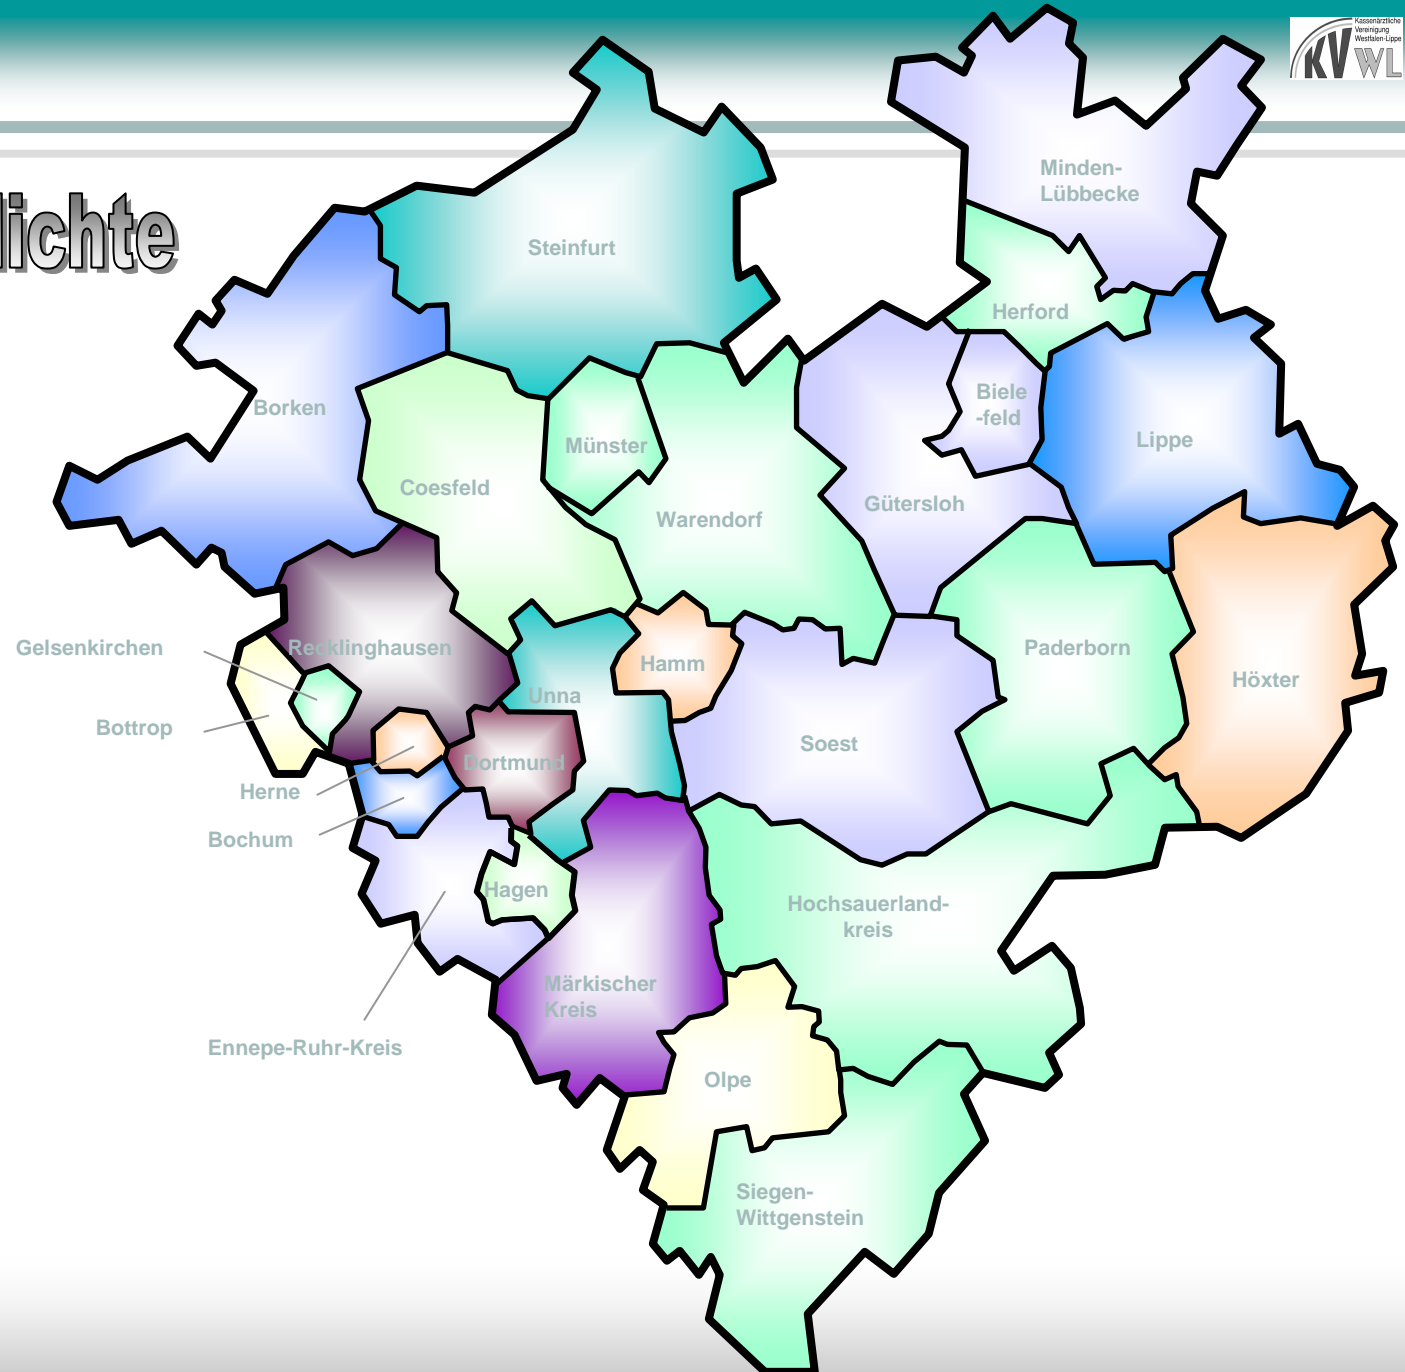 Kassenärztliche
Vereinigung
Westfalen-Lippe
KV
WL
lichte
Minden-
Lübbecke
Steinfurt
Herford
Biele
-feld
Borken
Lippe
Münster
Coesfeld
Gütersloh
Warendorf
Gelsenkirchen
Recklinghausen
Paderborn
Hamm
Höxter
Unna
Bottrop
Soest
Dortmund
Herne
Bochum
Hagen
Hochsauerland-
kreis
Märkischer
Kreis
Ennepe-Ruhr-Kreis
Olpe
Siegen-
Wittgenstein